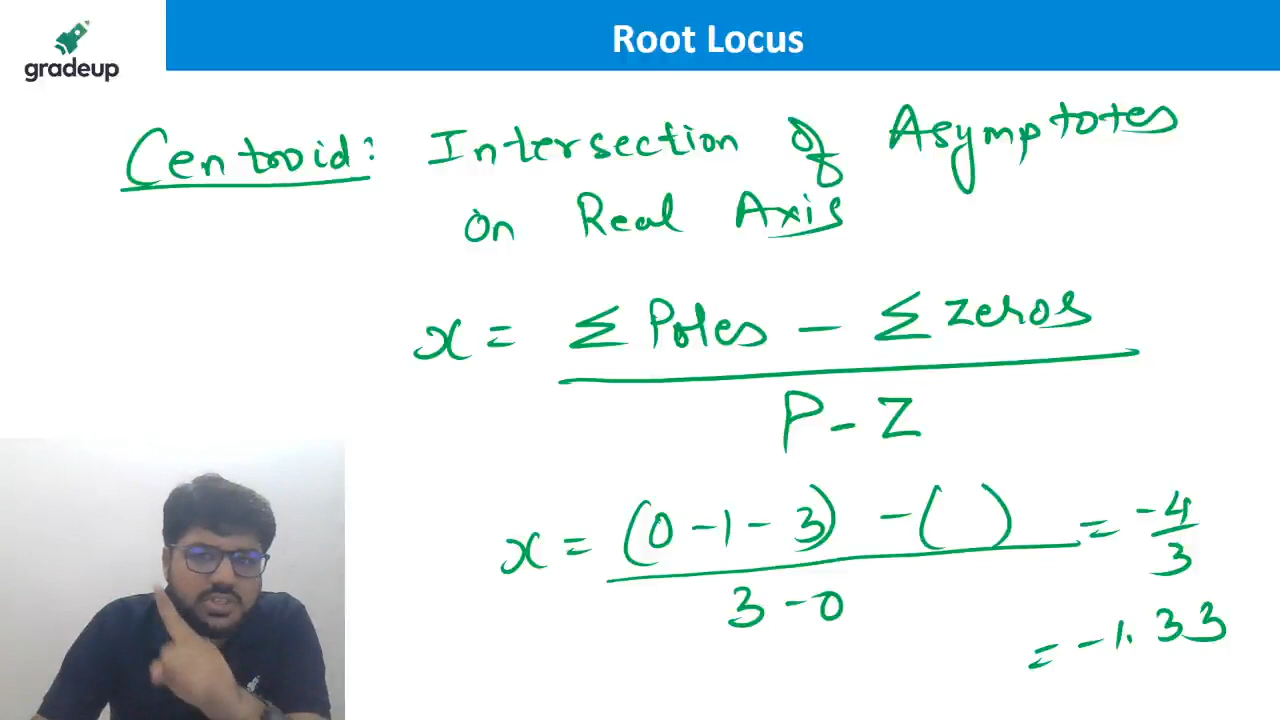 gradeup
Root Locus
Centroid: Intersection of Asymptotes
on Real Axis
x = Σ Poles - Σ zeros
P - Z
x = (0 - 1 - 3) - ( ) = -4
3 - 0 3
= -1.33